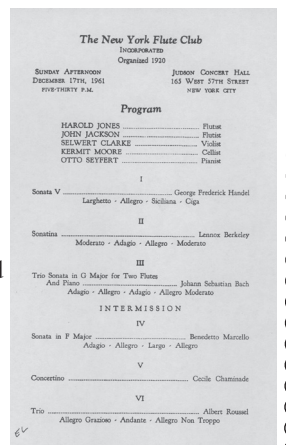 The New York Flute Club
INCORPORATED
Organized 1920
SUNDAY AFTERNOON
DECEMBER 17TH, 1961
FIVE-THIRTY P.M.
JUDSON CONCERT HALL
165 WEST 57TH STREET
NEW YORK CITY
Program
HAROLD JONES ........ Flutist
JOHN JACKSON ........ Flutist
SELWERT CLARKE ........ Violist
KERMIT MOORE ........ Cellist
OTTO SEYFERT ........ Pianist
I
Sonata V ........ George Frederick Handel
Larghetto - Allegro - Siciliana - Giga
II
Sonatina ........ Lennox Berkeley
Moderato - Adagio - Allegro - Moderato
III
Trio Sonata in G Major for Two Flutes
And Piano ........ Johann Sebastian Bach
Adagio - Allegro - Adagio - Allegro Moderato
INTERMISSION
IV
Sonata in F Major ........ Benedetto Marcello
Adagio - Allegro - Largo - Allegro
V
Concertino ........ Cecile Chaminade
VI
Trio ........ Albert Roussel
Allegro Grazioso - Andante - Allegro Non Troppo